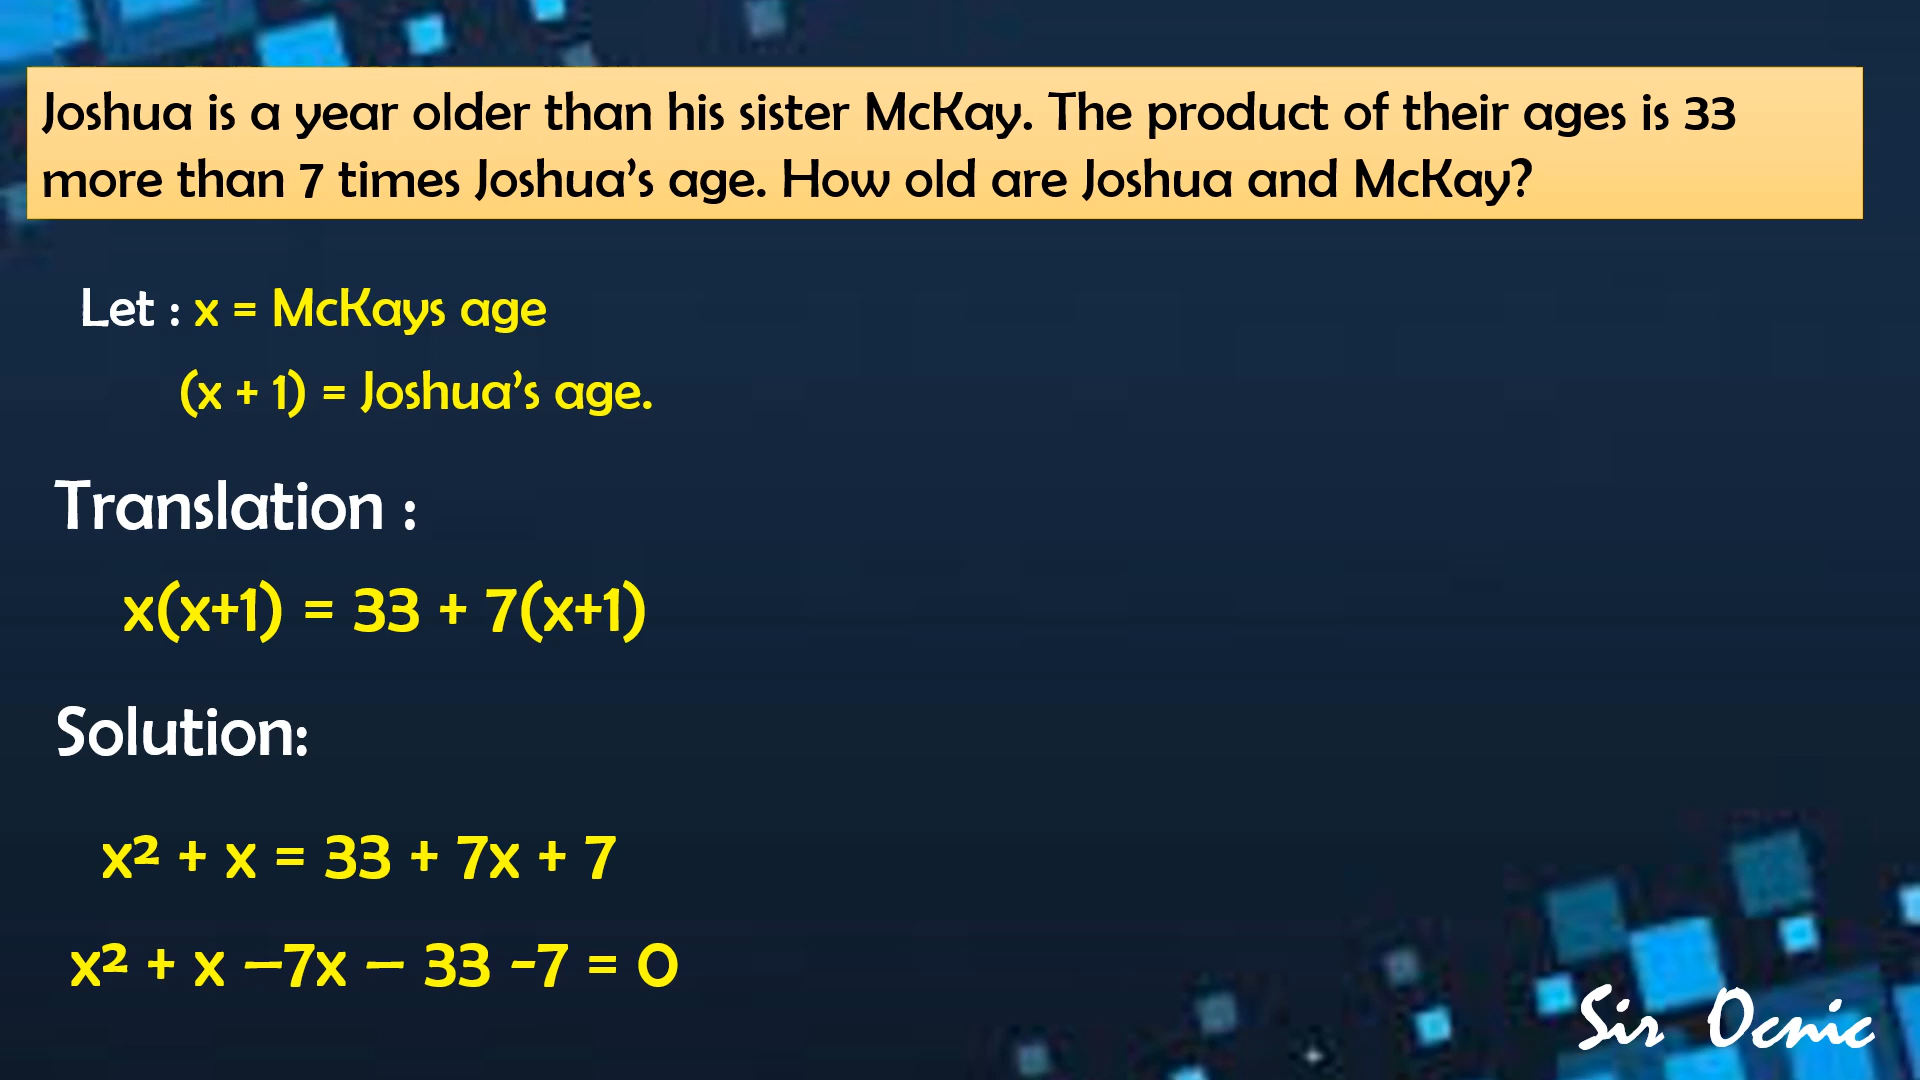 Joshua is a year older than his sister McKay. The product of their ages is 33
more than 7 times Joshua’s age. How old are Joshua and McKay?
Let : x = McKays age
(x + 1) = Joshua’s age.
Translation :
x(x+1) = 33 + 7(x+1)
Solution:
x² + x = 33 + 7x + 7
x² + x –7x – 33 -7 = 0
Sir Ocnic